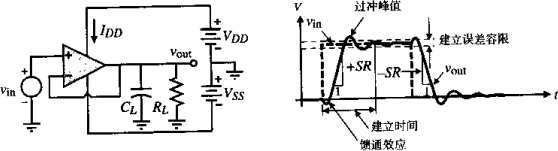 I_DD
v_out
V_DD
v_in
C_L
R_L
V_SS
V
v_in
过冲峰值
建立误差容限
+SR
-SR
1
1
v_out
t
建立时间
馈通效应